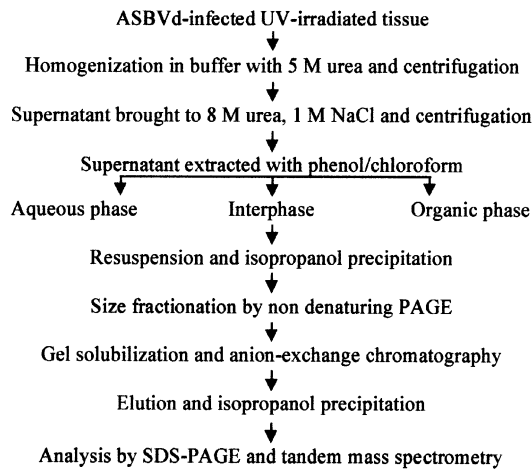 ASBVd-infected UV-irradiated tissue
Homogenization in buffer with 5 M urea and centrifugation
Supernatant brought to 8 M urea, 1 M NaCl and centrifugation
Supernatant extracted with phenol/chloroform
Aqueous phase Interphase Organic phase
Resuspension and isopropanol precipitation
Size fractionation by non denaturing PAGE
Gel solubilization and anion-exchange chromatography
Elution and isopropanol precipitation
Analysis by SDS-PAGE and tandem mass spectrometry